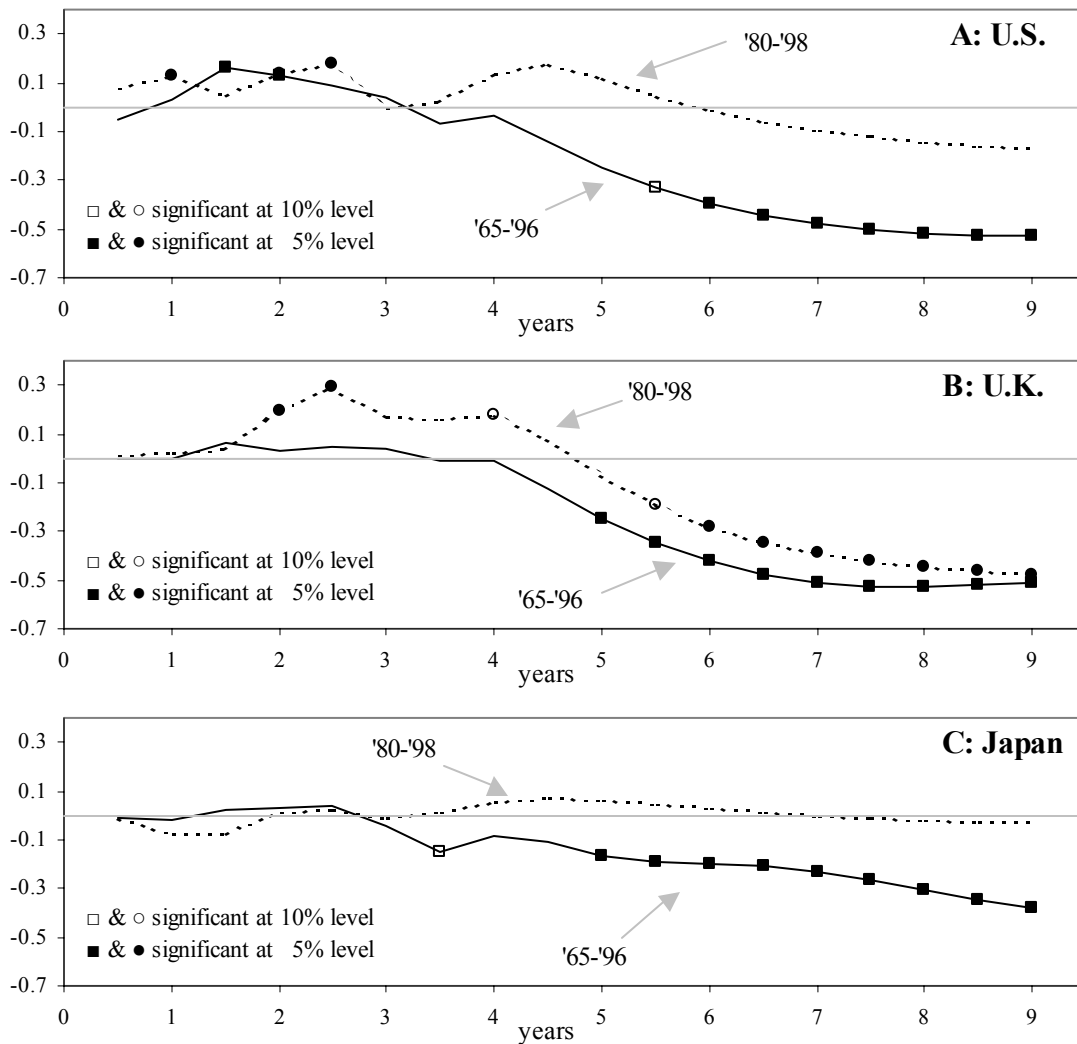 A: U.S.
0.3
'80-'98
0.1
-0.1
-0.3
□ & ○ significant at 10% level
'65-'96
-0.5
■ & ● significant at 5% level
-0.7
0 1 2 3 4 5 6 7 8 9
years
B: U.K.
0.3
'80-'98
0.1
-0.1
-0.3
□ & ○ significant at 10% level
-0.5
■ & ● significant at 5% level
'65-'96
-0.7
0 1 2 3 4 5 6 7 8 9
years
C: Japan
0.3
'80-'98
0.1
-0.1
-0.3
□ & ○ significant at 10% level
-0.5
■ & ● significant at 5% level
'65-'96
-0.7
0 1 2 3 4 5 6 7 8 9
years